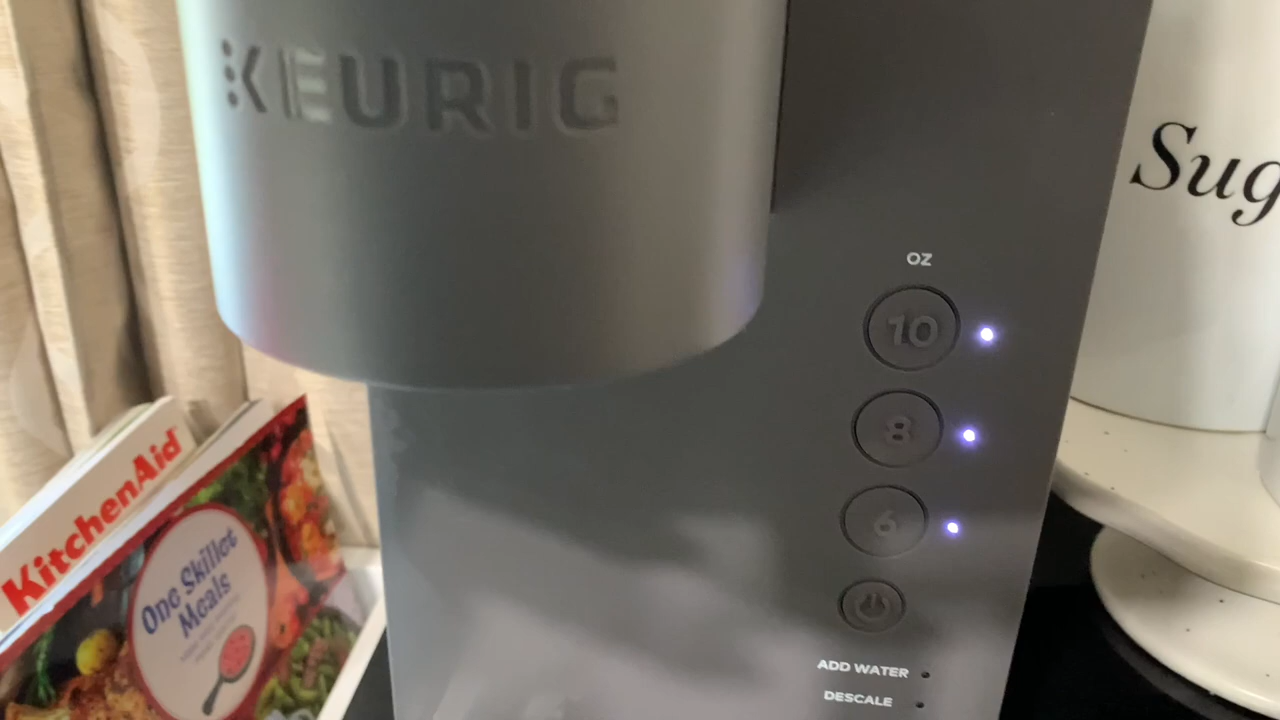 KEURIG
Sug
OZ
10
8
6
ADD WATER
DESCALE
KitchenAid
One Skillet
Meals